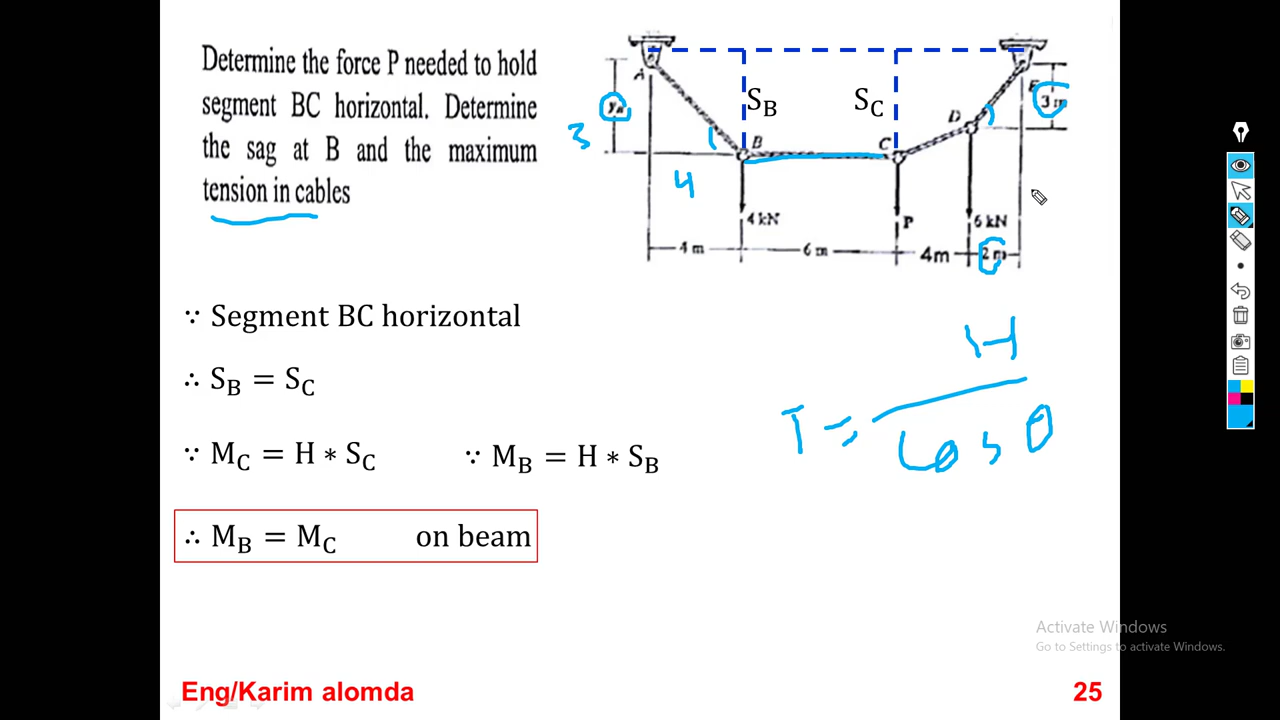 Determine the force P needed to hold
segment BC horizontal. Determine
the sag at B and the maximum
tension in cables
A
B
C
D
E
S_B
S_C
3
4
3 m
4 kN
P
6 kN
4 m
6 m
4m
2 m
∵ Segment BC horizontal
∴ S_B = S_C
∵ M_C = H ∗ S_C
∵ M_B = H ∗ S_B
∴ M_B = M_C on beam
T = H / Cos θ
Activate Windows
Go to Settings to activate Windows.
Eng/Karim alomda
25